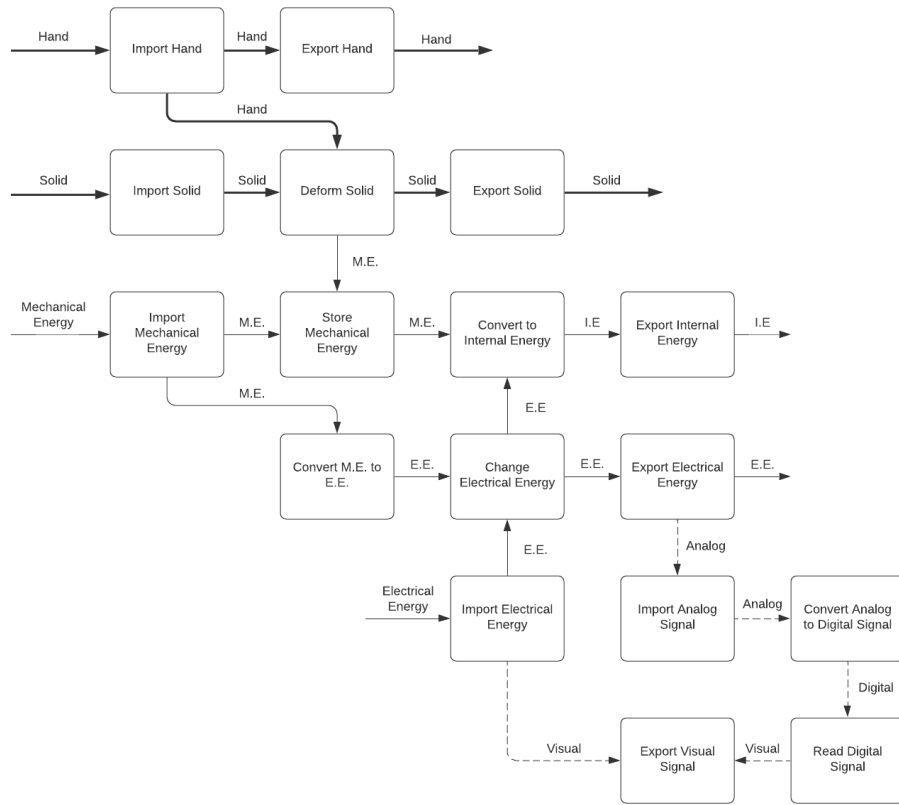 Hand
Hand
Hand
Import Hand
Export Hand
Hand
Solid
Solid
Solid
Solid
Import Solid
Deform Solid
Export Solid
M.E.
Mechanical
Energy
Import
Mechanical
Energy
M.E.
Store
Mechanical
Energy
M.E.
Convert to
Internal Energy
I.E
Export Internal
Energy
I.E
M.E.
E.E
Convert M.E. to
E.E.
E.E.
Change
Electrical Energy
E.E.
Export Electrical
Energy
E.E.
E.E.
Analog
Electrical
Energy
Import Electrical
Energy
Import Analog
Signal
Analog
Convert Analog
to Digital Signal
Digital
Visual
Export Visual
Signal
Visual
Read Digital
Signal